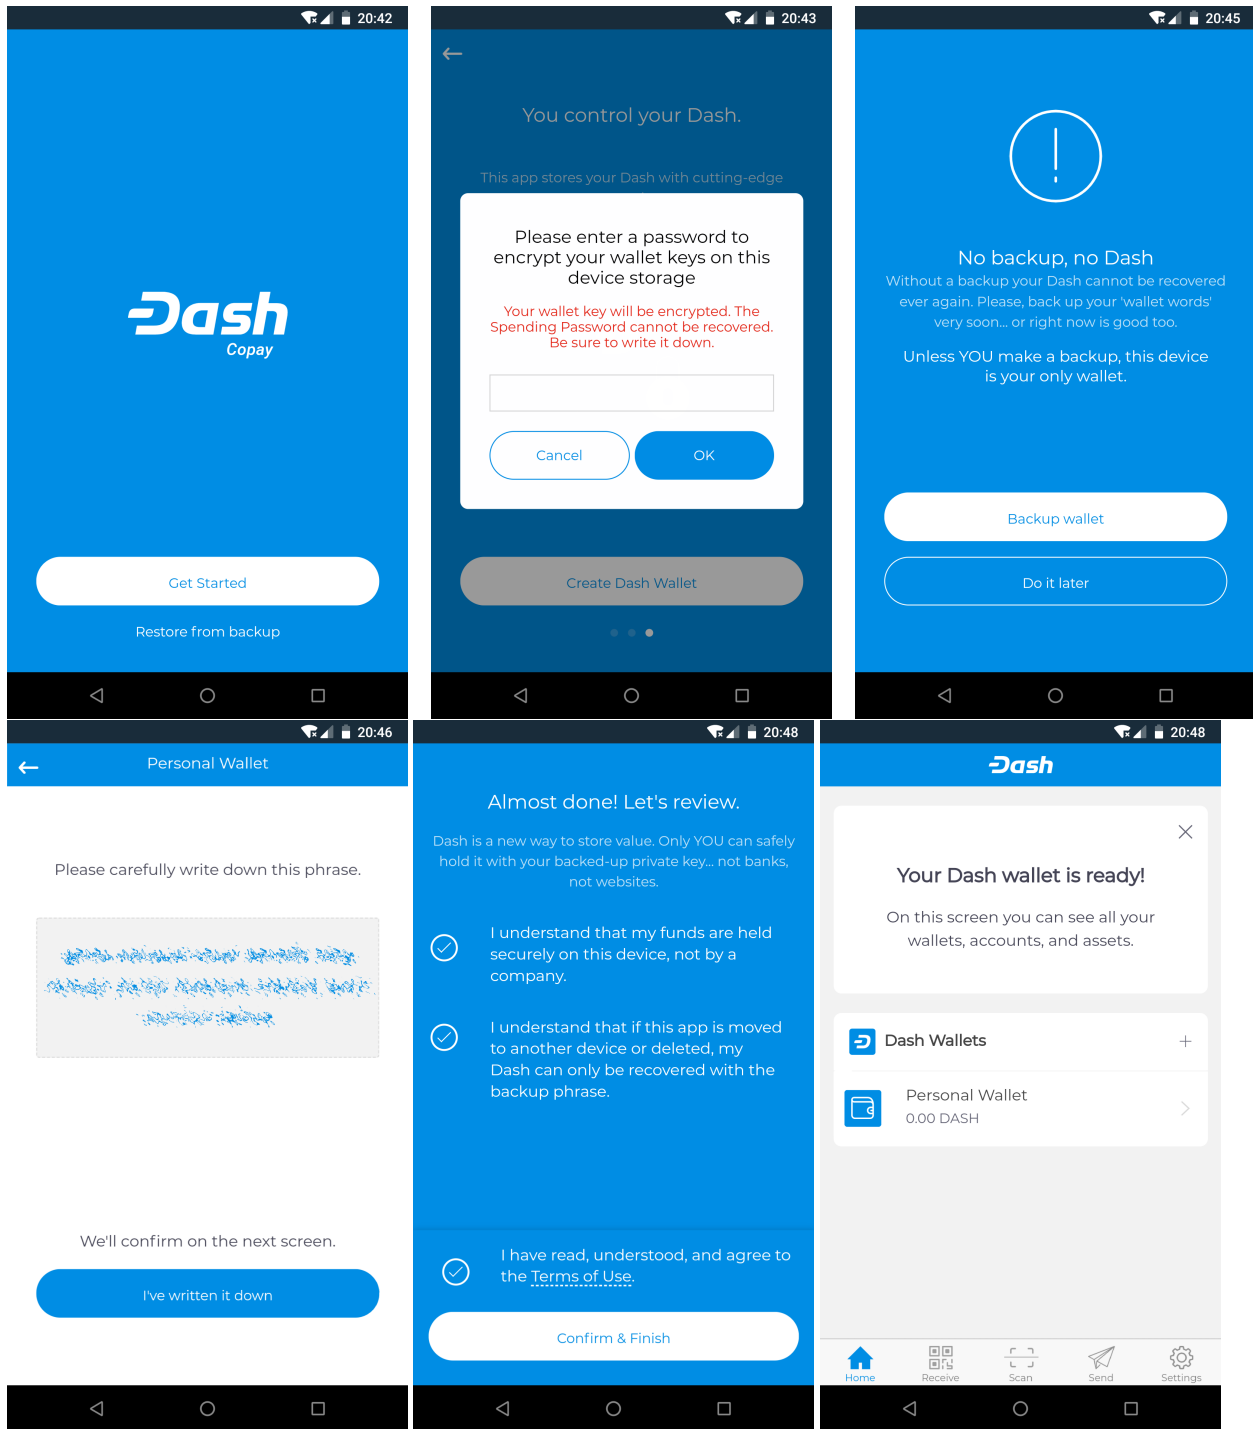 20:42
Dash
Copay
Get Started
Restore from backup
20:43
You control your Dash.
This app stores your Dash with cutting-edge
Please enter a password to
encrypt your wallet keys on this
device storage
Your wallet key will be encrypted. The
Spending Password cannot be recovered.
Be sure to write it down.
Cancel
OK
Create Dash Wallet
20:45
No backup, no Dash
Without a backup your Dash cannot be recovered
ever again. Please, back up your 'wallet words'
very soon... or right now is good too.
Unless YOU make a backup, this device
is your only wallet.
Backup wallet
Do it later
20:46
Personal Wallet
Please carefully write down this phrase.
We'll confirm on the next screen.
I've written it down
20:48
Almost done! Let's review.
Dash is a new way to store value. Only YOU can safely
hold it with your backed-up private key... not banks,
not websites.
I understand that my funds are held
securely on this device, not by a
company.
I understand that if this app is moved
to another device or deleted, my
Dash can only be recovered with the
backup phrase.
I have read, understood, and agree to
the Terms of Use.
Confirm & Finish
20:48
Dash
Your Dash wallet is ready!
On this screen you can see all your
wallets, accounts, and assets.
Dash Wallets
Personal Wallet
0.00 DASH
Home
Receive
Scan
Send
Settings